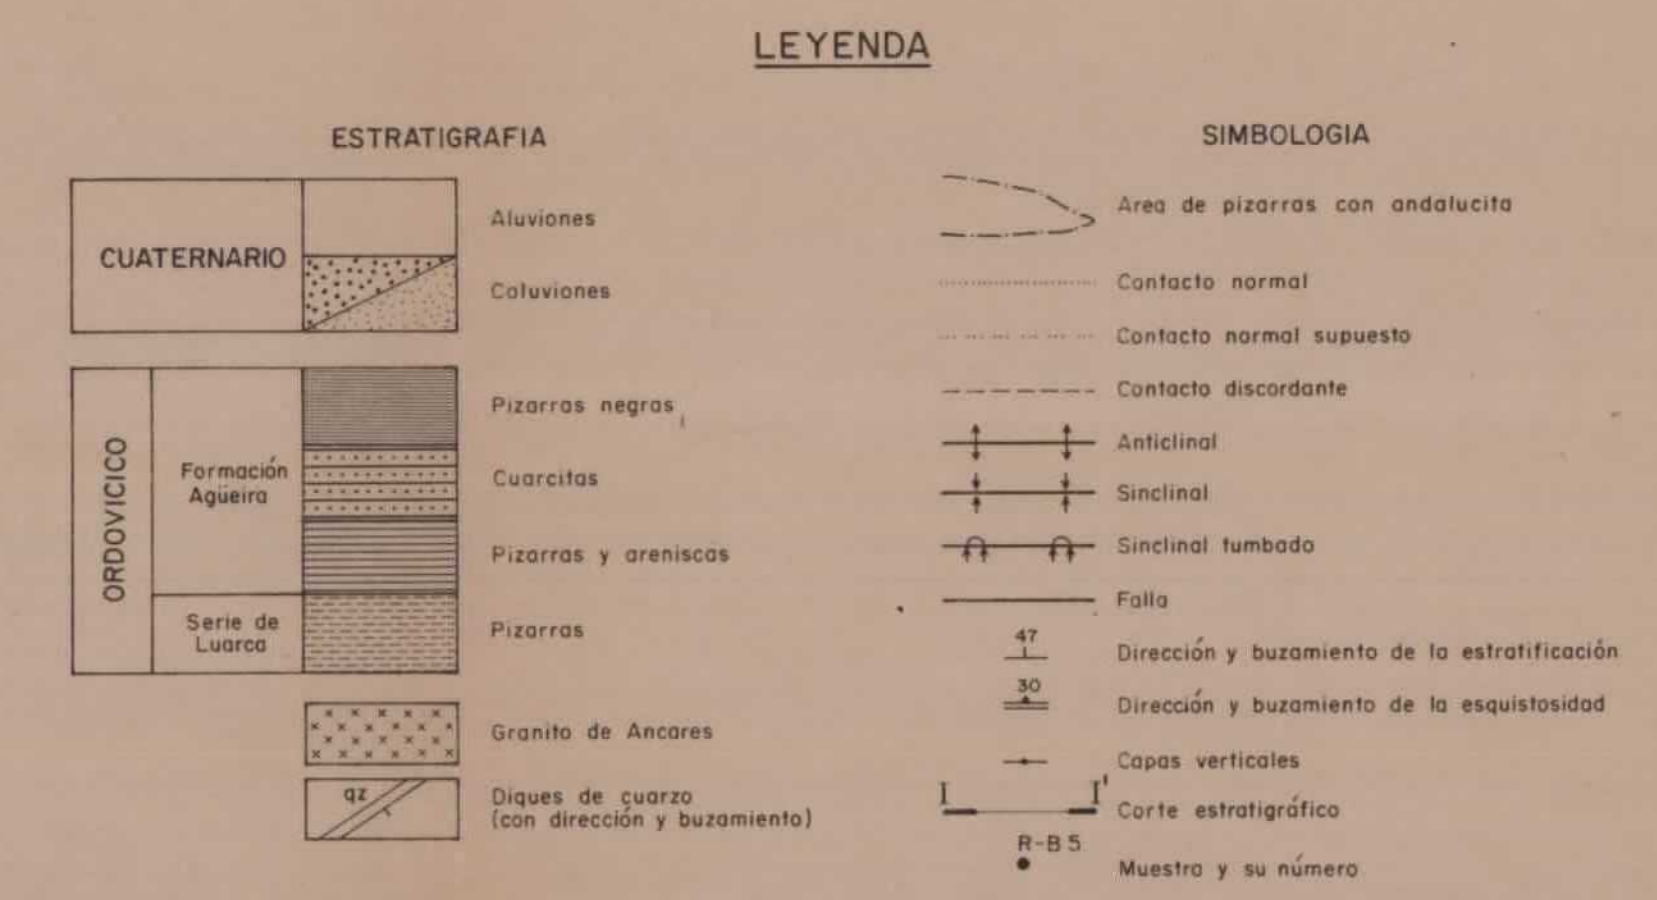 LEYENDA
ESTRATIGRAFIA
CUATERNARIO
Aluviones
Coluviones
ORDOVICICO
Formación
Agüeira
Pizarras negras
Cuarcitas
Pizarras y areniscas
Serie de
Luarca
Pizarras
Granito de Ancares
qz
Diques de cuarzo
(con dirección y buzamiento)
SIMBOLOGIA
Area de pizarras con andalucita
Contacto normal
Contacto normal supuesto
Contacto discordante
Anticlinal
Sinclinal
Sinclinal tumbado
Falla
47
Dirección y buzamiento de la estratificación
30
Dirección y buzamiento de la esquistosidad
Capas verticales
I I'
Corte estratigráfico
R-B 5
Muestra y su número